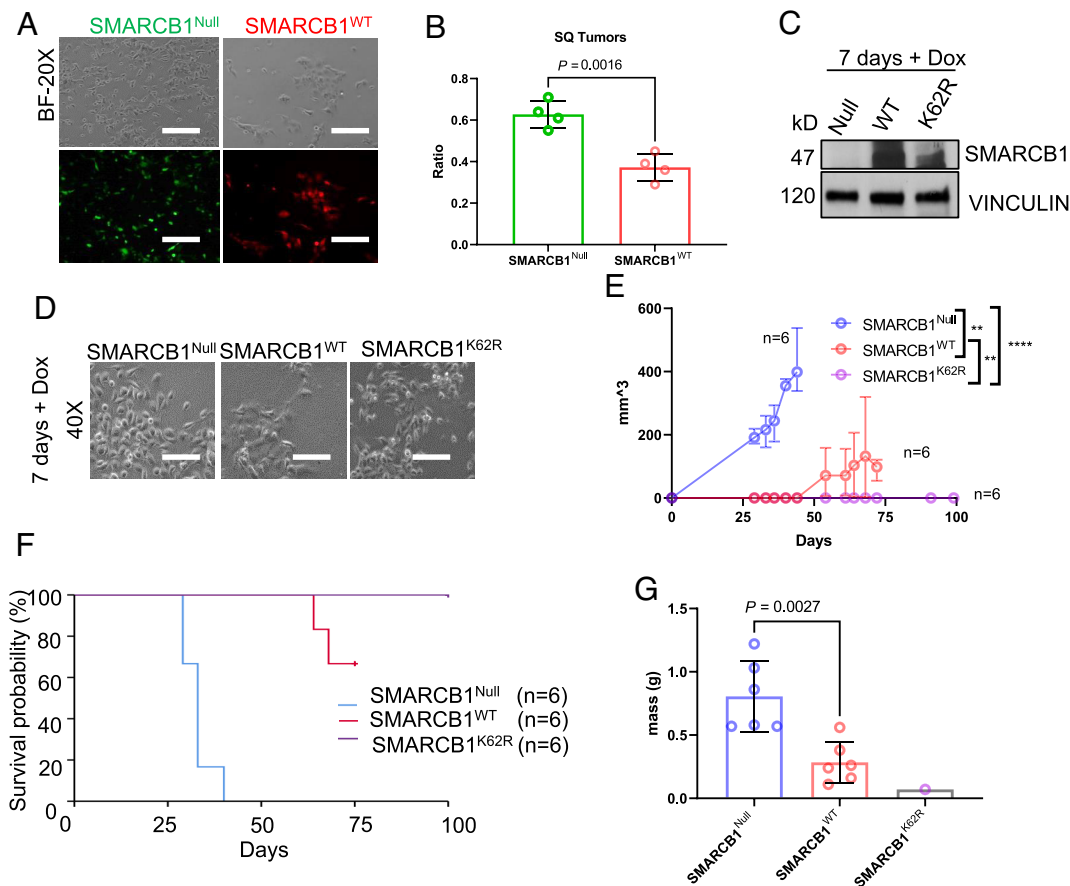 A
SMARCB1Null
SMARCB1WT
BF-20X
B
SQ Tumors
P = 0.0016
0.8
0.6
0.4
0.2
0.0
Ratio
SMARCB1Null
SMARCB1WT
C
7 days + Dox
Null
WT
K62R
kD
47
SMARCB1
120
VINCULIN
D
7 days + Dox
40X
SMARCB1Null
SMARCB1WT
SMARCB1K62R
E
600
400
200
0
mm^3
0
25
50
75
100
Days
n=6
n=6
n=6
SMARCB1Null
SMARCB1WT
SMARCB1K62R
**
**
****
F
100
80
60
40
20
0
Survival probability (%)
0
25
50
75
100
Days
SMARCB1Null (n=6)
SMARCB1WT (n=6)
SMARCB1K62R (n=6)
G
P = 0.0027
1.5
1.0
0.5
0.0
mass (g)
SMARCB1Null
SMARCB1WT
SMARCB1K62R